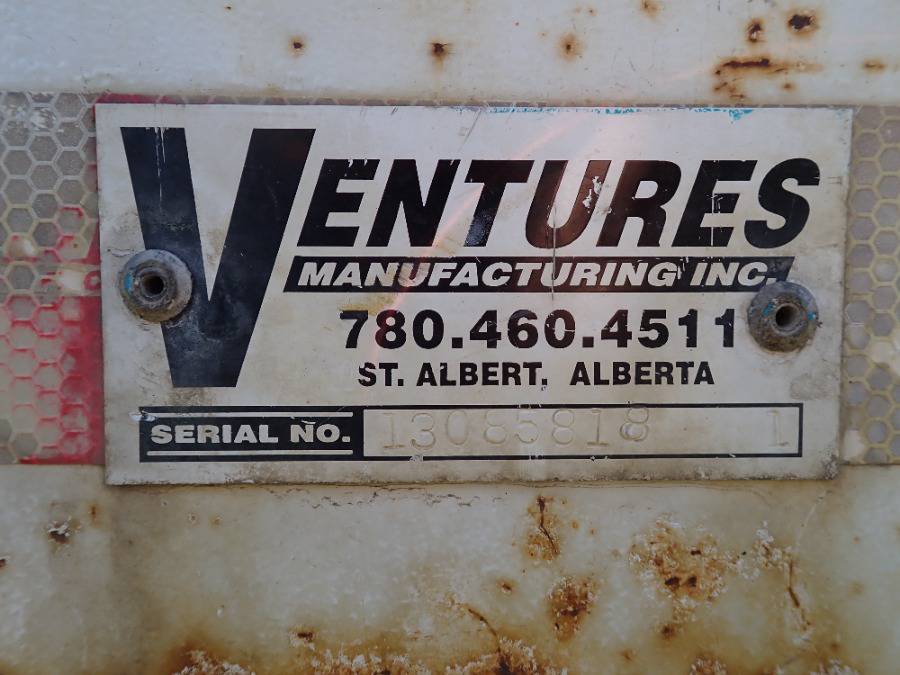 VENTURES
MANUFACTURING INC.
780.460.4511
ST. ALBERT, ALBERTA
SERIAL NO. 13085818 1